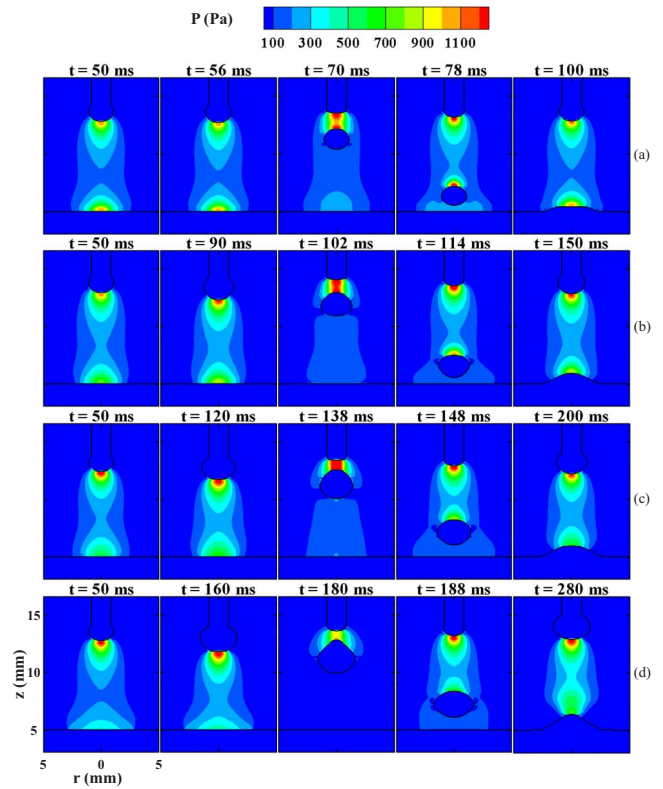 P (Pa)
100 300 500 700 900 1100
t = 50 ms t = 56 ms t = 70 ms t = 78 ms t = 100 ms
(a)
t = 50 ms t = 90 ms t = 102 ms t = 114 ms t = 150 ms
(b)
t = 50 ms t = 120 ms t = 138 ms t = 148 ms t = 200 ms
(c)
t = 50 ms t = 160 ms t = 180 ms t = 188 ms t = 280 ms
15
z (mm)
10
(d)
5
5 0 5
r (mm)